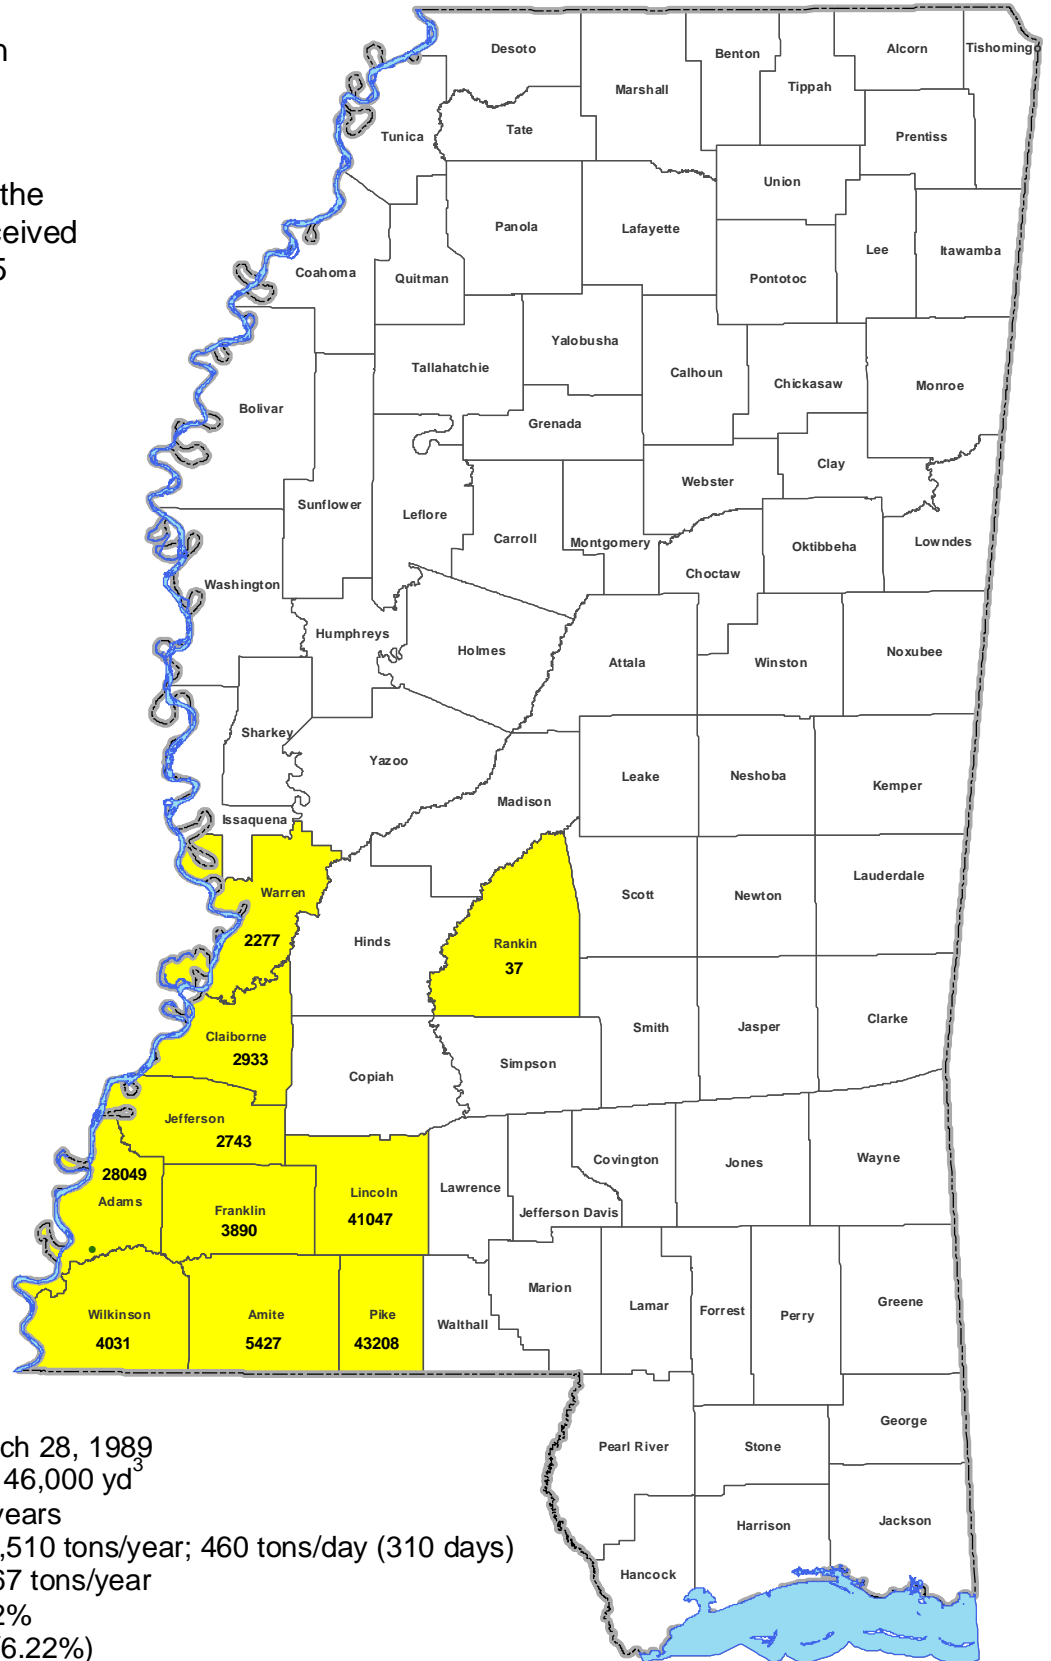 n
the
ceived
5
Desoto
Benton
Alcorn
Tishomingo
Marshall
Tippah
Tunica
Tate
Prentiss
Union
Panola
Lafayette
Lee
Itawamba
Coahoma
Quitman
Pontotoc
Yalobusha
Tallahatchie
Calhoun
Chickasaw
Monroe
Bolivar
Grenada
Clay
Webster
Sunflower
Leflore
Carroll
Montgomery
Oktibbeha
Lowndes
Washington
Choctaw
Humphreys
Holmes
Attala
Winston
Noxubee
Sharkey
Yazoo
Leake
Neshoba
Kemper
Madison
Issaquena
Warren
2277
Scott
Newton
Lauderdale
Hinds
Rankin
37
Claiborne
2933
Smith
Jasper
Clarke
Copiah
Simpson
Jefferson
2743
28049
Adams
Franklin
3890
Lincoln
41047
Lawrence
Jefferson Davis
Covington
Jones
Wayne
Wilkinson
4031
Amite
5427
Pike
43208
Walthall
Marion
Lamar
Forrest
Perry
Greene
Pearl River
Stone
George
Harrison
Jackson
Hancock
ch 28, 1989
46,000 yd³
years
,510 tons/year; 460 tons/day (310 days)
67 tons/year
2%
(6.22%)